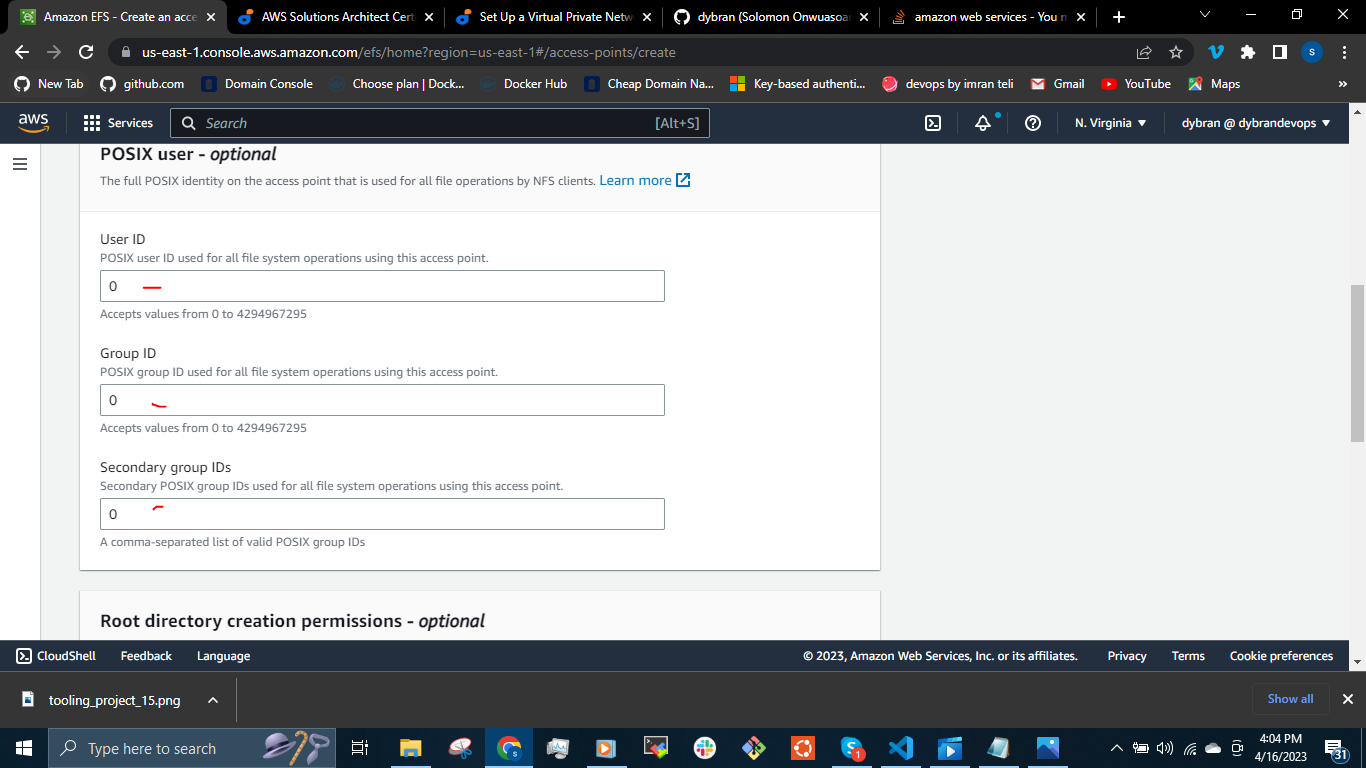 Amazon EFS - Create an acce
AWS Solutions Architect Cert
Set Up a Virtual Private Netw
dybran (Solomon Onwuasoa
amazon web services - You n
us-east-1.console.aws.amazon.com/efs/home?region=us-east-1#/access-points/create
S
New Tab
github.com
Domain Console
Choose plan | Dock...
Docker Hub
Cheap Domain Na...
Key-based authenti...
devops by imran teli
Gmail
YouTube
Maps
»
aws
Services
Search
[Alt+S]
N. Virginia
dybran @ dybrandevops
POSIX user - optional
The full POSIX identity on the access point that is used for all file operations by NFS clients. Learn more
User ID
POSIX user ID used for all file system operations using this access point.
0
Accepts values from 0 to 4294967295
Group ID
POSIX group ID used for all file system operations using this access point.
0
Accepts values from 0 to 4294967295
Secondary group IDs
Secondary POSIX group IDs used for all file system operations using this access point.
0
A comma-separated list of valid POSIX group IDs
Root directory creation permissions - optional
CloudShell
Feedback
Language
© 2023, Amazon Web Services, Inc. or its affiliates.
Privacy
Terms
Cookie preferences
tooling_project_15.png
Show all
Type here to search
1
4:04 PM
4/16/2023
31